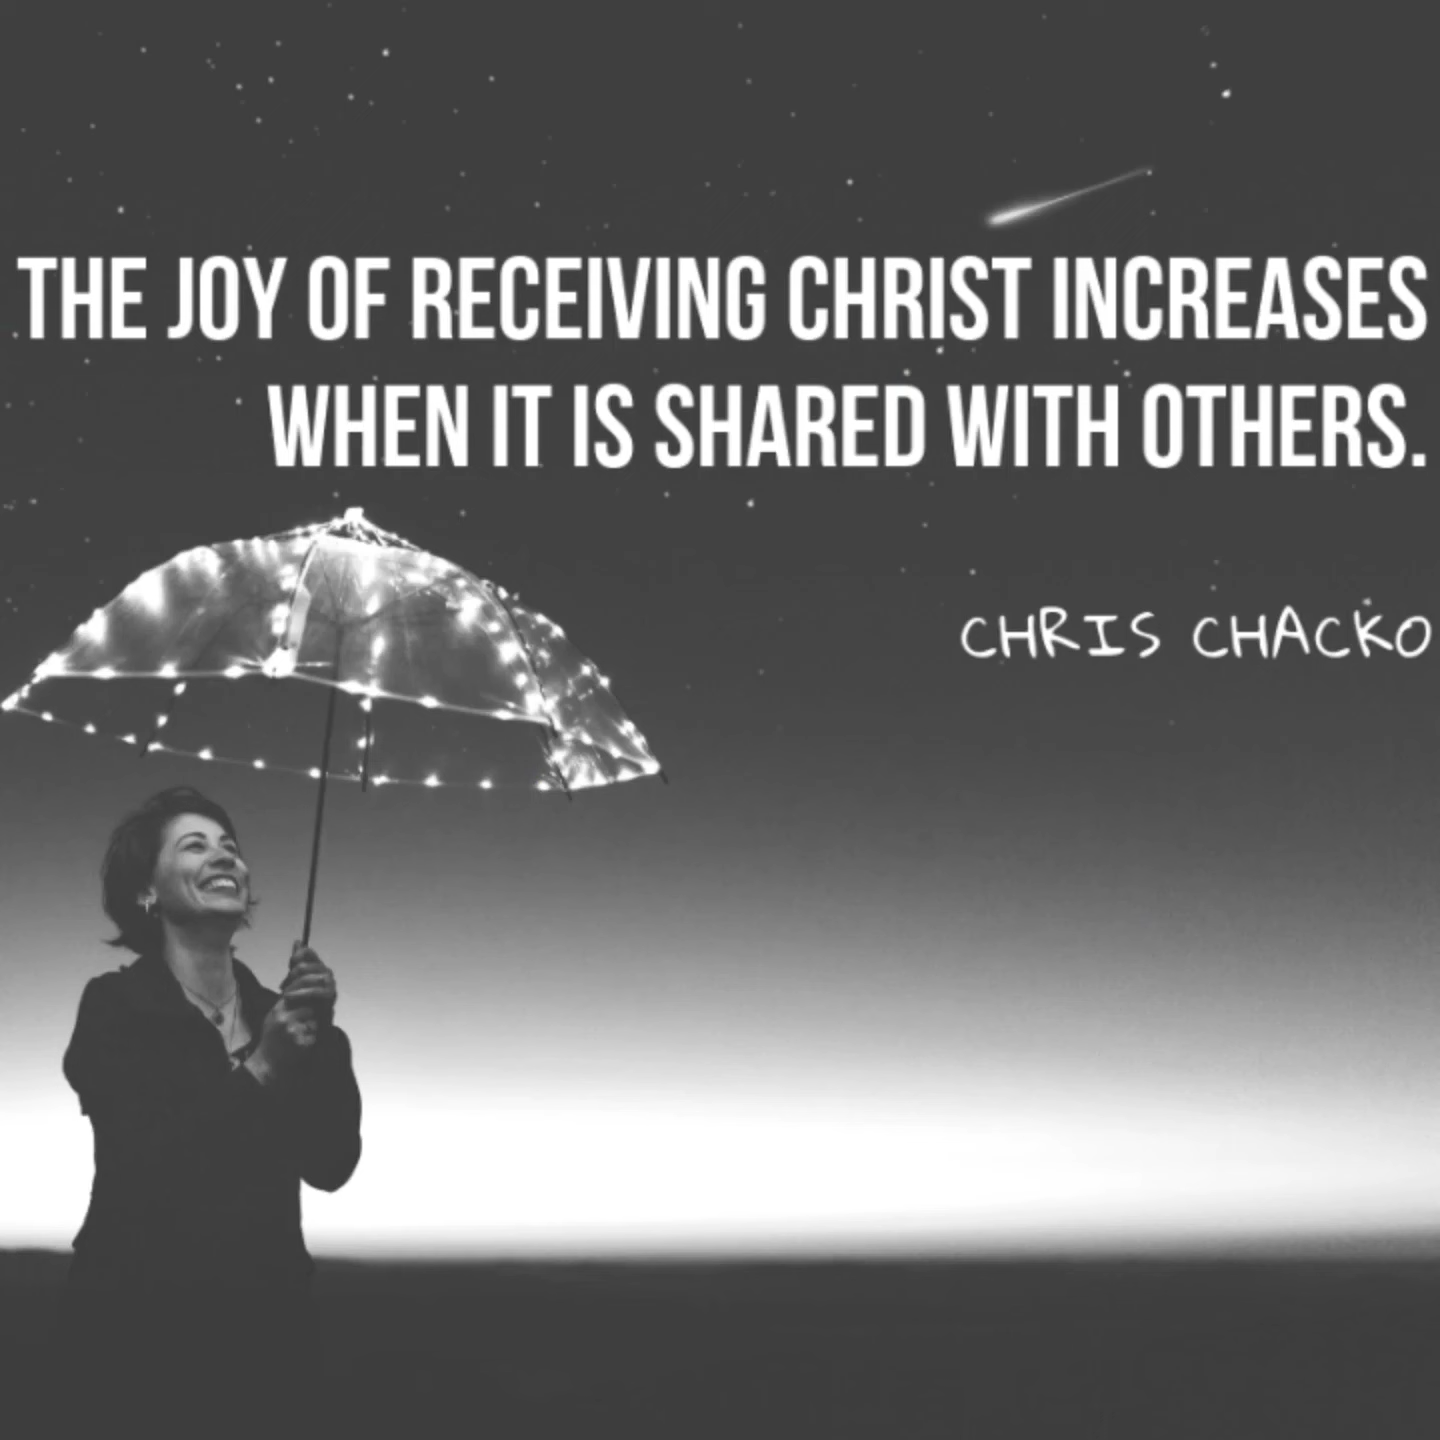 THE JOY OF RECEIVING CHRIST INCREASES
WHEN IT IS SHARED WITH OTHERS.
CHRIS CHACKO